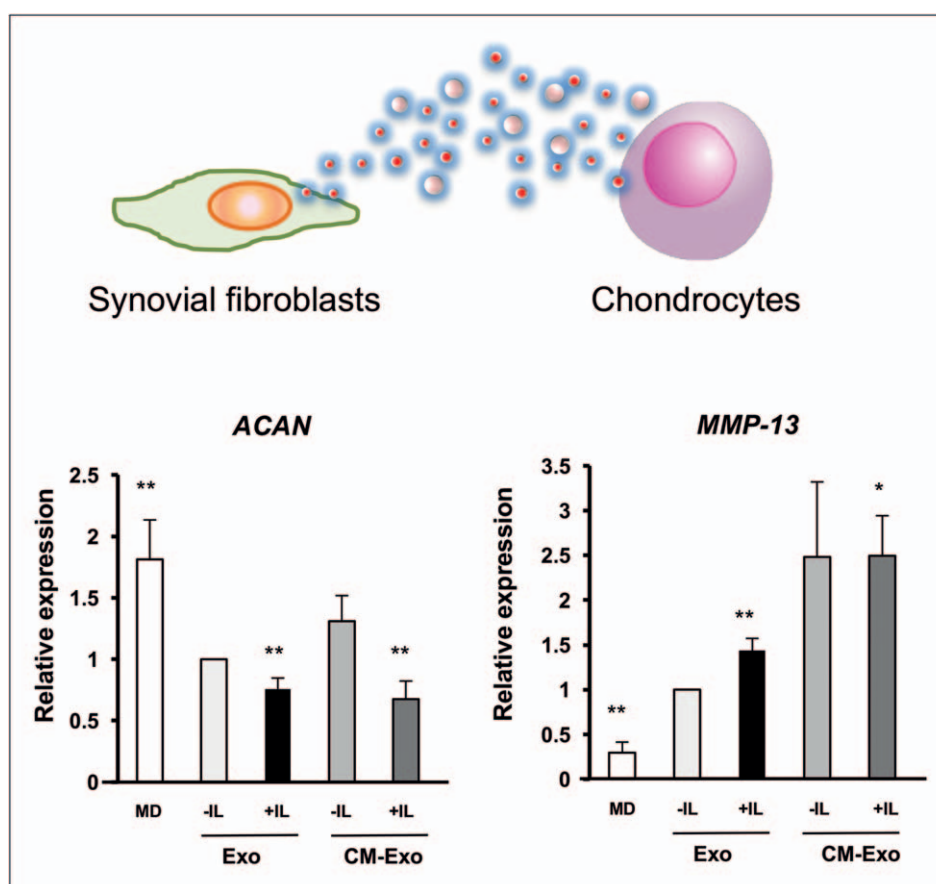 Synovial fibroblasts
Chondrocytes
ACAN
Relative expression
2.5
2
1.5
1
0.5
0
**
**
**
MD
-IL
+IL
-IL
+IL
Exo
CM-Exo
MMP-13
Relative expression
3.5
3
2.5
2
1.5
1
0.5
0
**
**
*
MD
-IL
+IL
-IL
+IL
Exo
CM-Exo